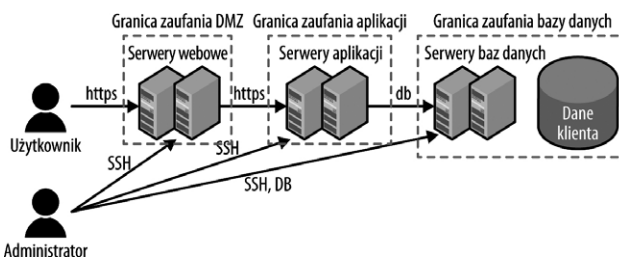 Granica zaufania DMZ
Granica zaufania aplikacji
Granica zaufania bazy danych
Serwery webowe
Serwery aplikacji
Serwery baz danych
https
https
db
Dane
klienta
Użytkownik
SSH
SSH
SSH, DB
Administrator